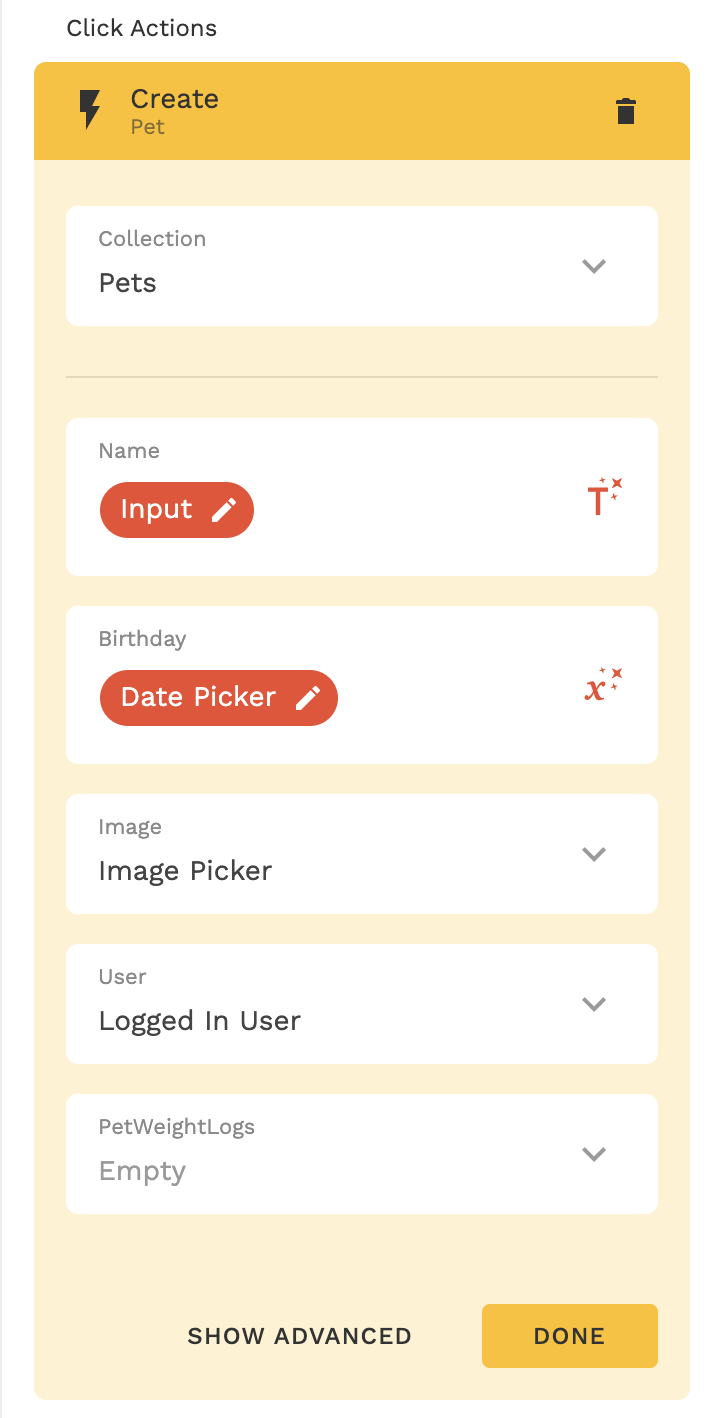 Click Actions
Create
Pet
Collection
Pets
Name
Input
Birthday
Date Picker
Image
Image Picker
User
Logged In User
PetWeightLogs
Empty
SHOW ADVANCED
DONE